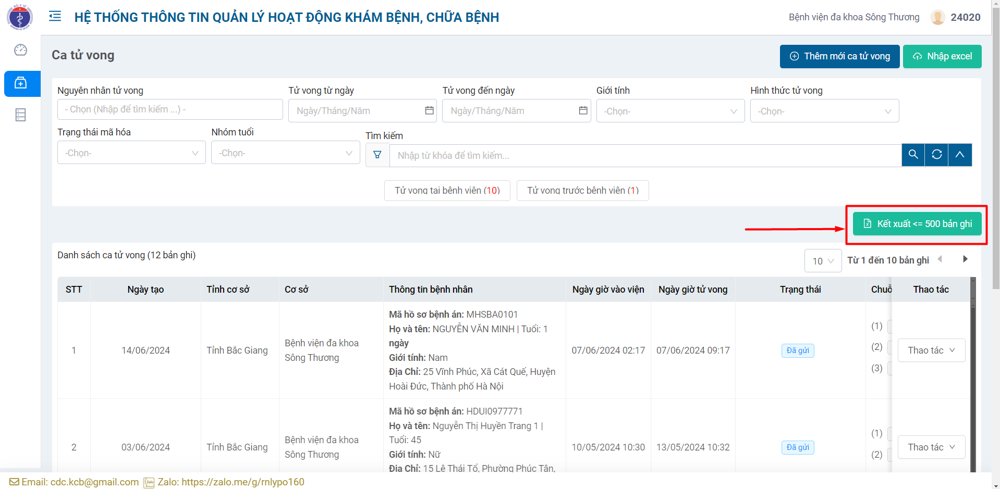 HỆ THỐNG THÔNG TIN QUẢN LÝ HOẠT ĐỘNG KHÁM BỆNH, CHỮA BỆNH
Bệnh viện đa khoa Sông Thương
24020
Ca tử vong
Thêm mới ca tử vong
Nhập excel
Nguyên nhân tử vong
Tử vong từ ngày
Tử vong đến ngày
Giới tính
Hình thức tử vong
- Chọn (Nhập để tìm kiếm ...) -
Ngày/Tháng/Năm
Ngày/Tháng/Năm
-Chọn-
-Chọn-
Trạng thái mã hóa
Nhóm tuổi
Tìm kiếm
-Chọn-
-Chọn-
Nhập từ khóa để tìm kiếm...
Tử vong tại bệnh viện (10)
Tử vong trước bệnh viện (1)
Kết xuất <= 500 bản ghi
Danh sách ca tử vong (12 bản ghi)
10
Từ 1 đến 10 bản ghi
STT
Ngày tạo
Tỉnh cơ sở
Cơ sở
Thông tin bệnh nhân
Ngày giờ vào viện
Ngày giờ tử vong
Trạng thái
Chuỗ
Thao tác
1
14/06/2024
Tỉnh Bắc Giang
Bệnh viện đa khoa
Sông Thương
Mã hồ sơ bệnh án: MHSBA0101
Họ và tên: NGUYỄN VĂN MINH | Tuổi: 1
ngày
Giới tính: Nam
Địa Chỉ: 25 Vĩnh Phúc, Xã Cát Quế, Huyện
Hoài Đức, Thành phố Hà Nội
07/06/2024 02:17
07/06/2024 09:17
Đã gửi
(1)
(2)
(3)
Thao tác
2
03/06/2024
Tỉnh Bắc Giang
Bệnh viện đa khoa
Sông Thương
Mã hồ sơ bệnh án: HDUI0977771
Họ và tên: Nguyễn Thị Huyền Trang 1 |
Tuổi: 45
Giới tính: Nữ
Địa Chỉ: 15 Lê Thái Tổ, Phường Phúc Tân,
10/05/2024 10:30
13/05/2024 10:32
Đã gửi
(1)
(2)
Thao tác
Email: cdc.kcb@gmail.com
Zalo: https://zalo.me/g/rnlypo160